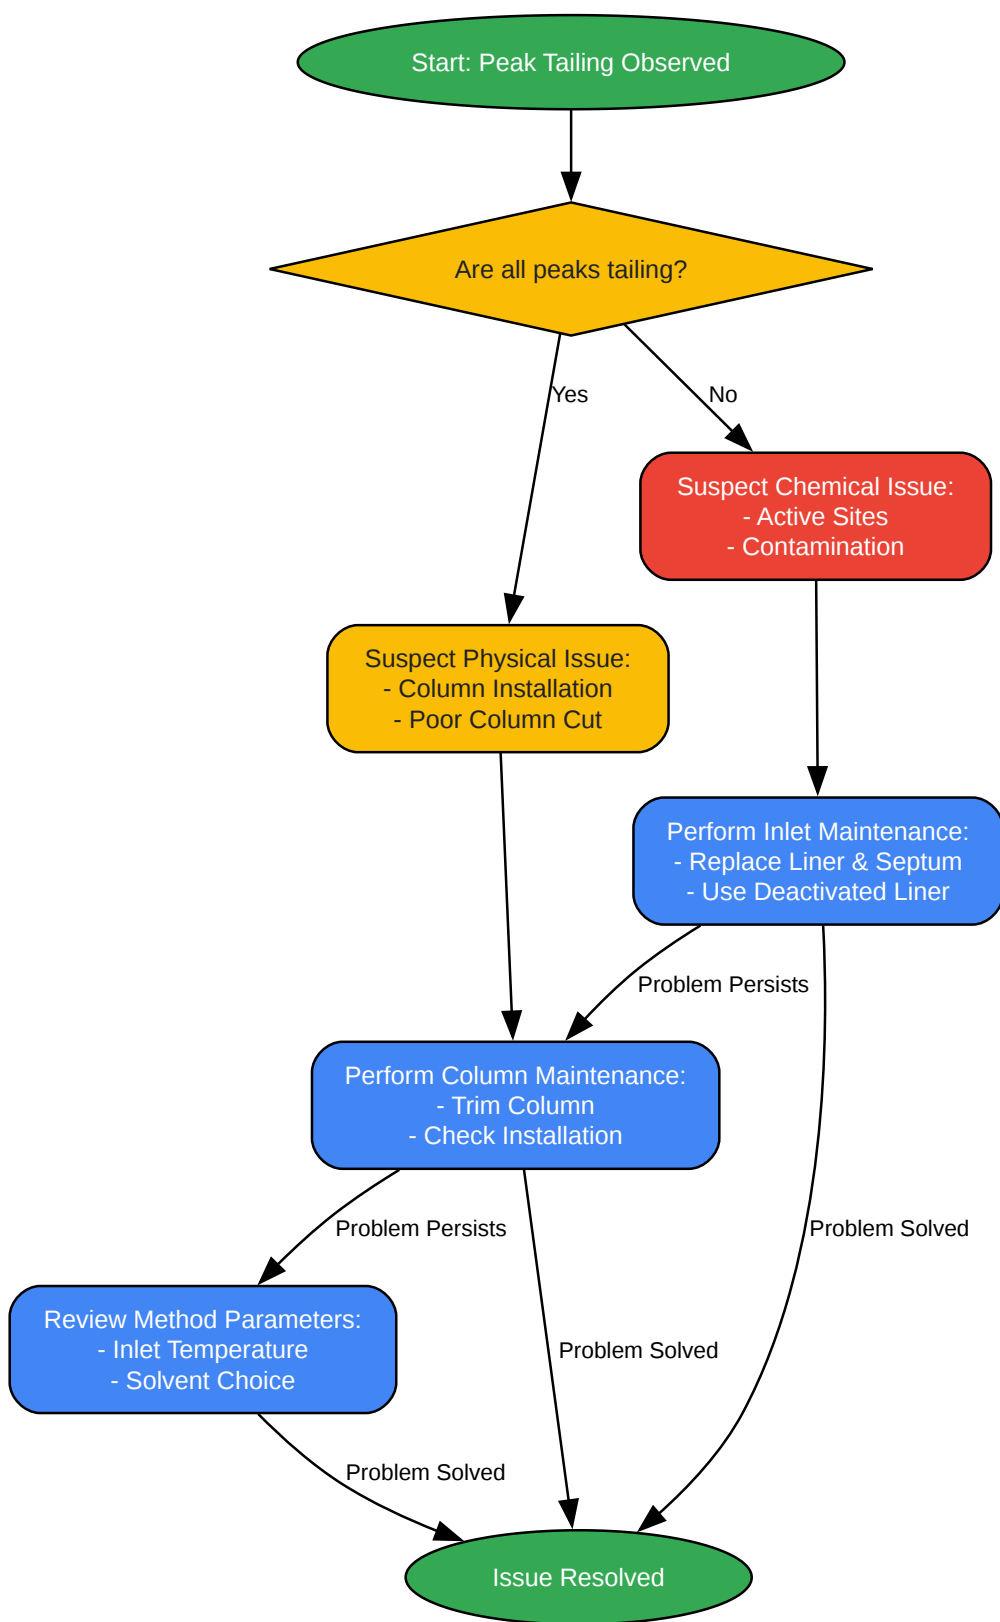 Start: Peak Tailing Observed
Are all peaks tailing?
Yes
No
Suspect Chemical Issue:
- Active Sites
- Contamination
Suspect Physical Issue:
- Column Installation
- Poor Column Cut
Perform Inlet Maintenance:
- Replace Liner & Septum
- Use Deactivated Liner
Problem Persists
Perform Column Maintenance:
- Trim Column
- Check Installation
Problem Persists
Problem Solved
Review Method Parameters:
- Inlet Temperature
- Solvent Choice
Problem Solved
Problem Solved
Issue Resolved